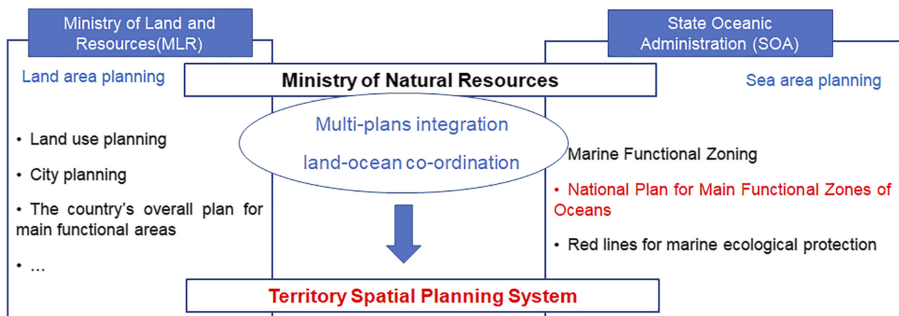 Ministry of Land and
Resources(MLR)
State Oceanic
Administration (SOA)
Land area planning
Ministry of Natural Resources
Sea area planning
Multi-plans integration
land-ocean co-ordination
• Land use planning
• City planning
• The country's overall plan for
main functional areas
• ...
Marine Functional Zoning
• National Plan for Main Functional Zones of
Oceans
• Red lines for marine ecological protection
Territory Spatial Planning System